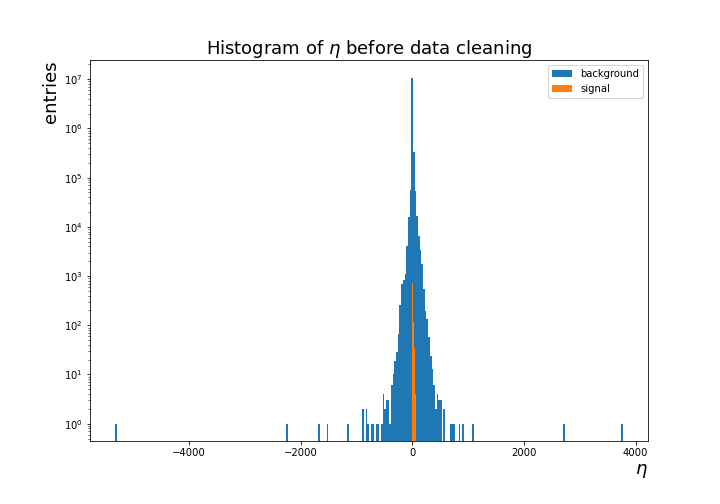 Histogram of η before data cleaning
entries
background
signal
10⁷
10⁶
10⁵
10⁴
10³
10²
10¹
10⁰
−4000 −2000 0 2000 4000
η